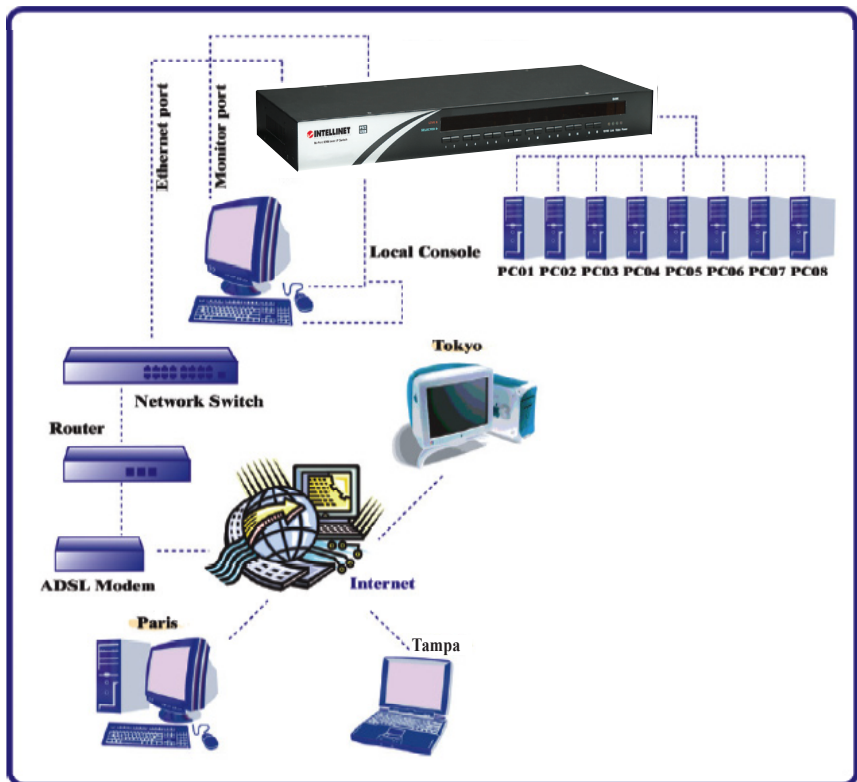 Ethernet port
Monitor port
INTELLINET
Local Console
PC01 PC02 PC03 PC04 PC05 PC06 PC07 PC08
Tokyo
Network Switch
Router
ADSL Modem
Internet
Paris
Tampa